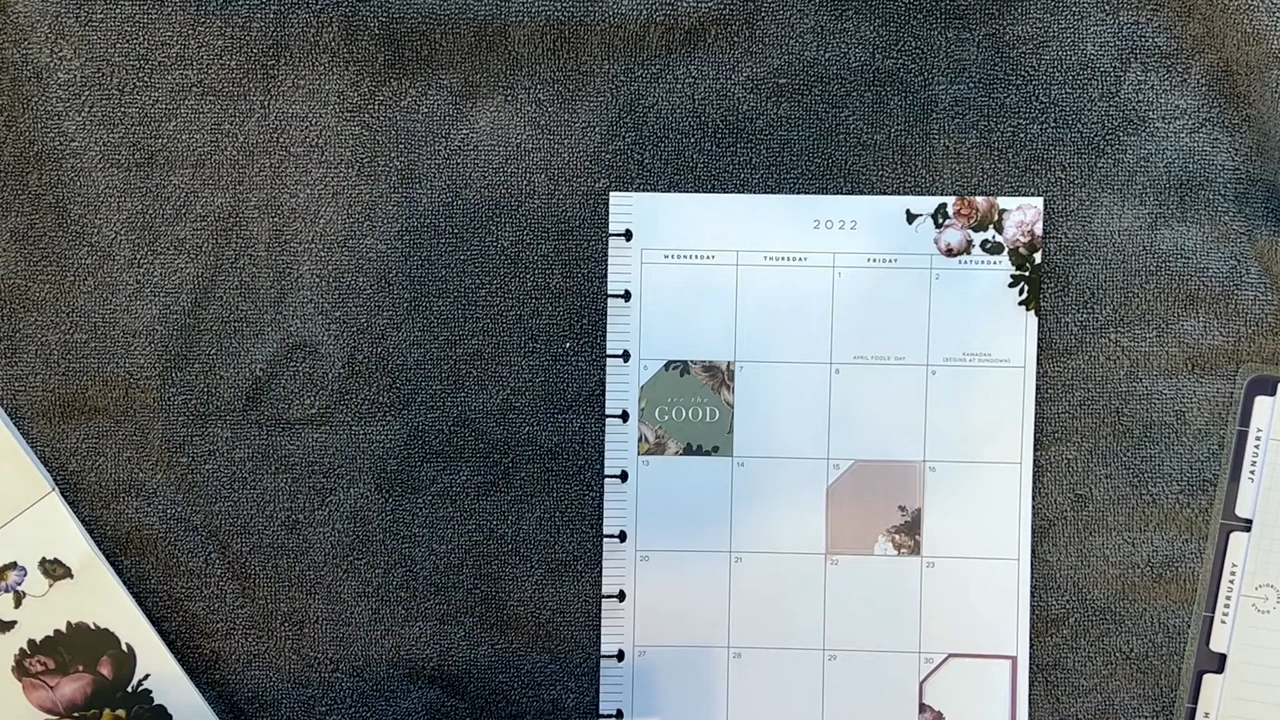 2022
WEDNESDAY THURSDAY FRIDAY SATURDAY
1 2
APRIL FOOLS' DAY RAMADAN
(BEGINS AT SUNDOWN)
6 7 8 9
see the
GOOD
13 14 15 16
20 21 22 23
27 28 29 30
JANUARY
FEBRUARY